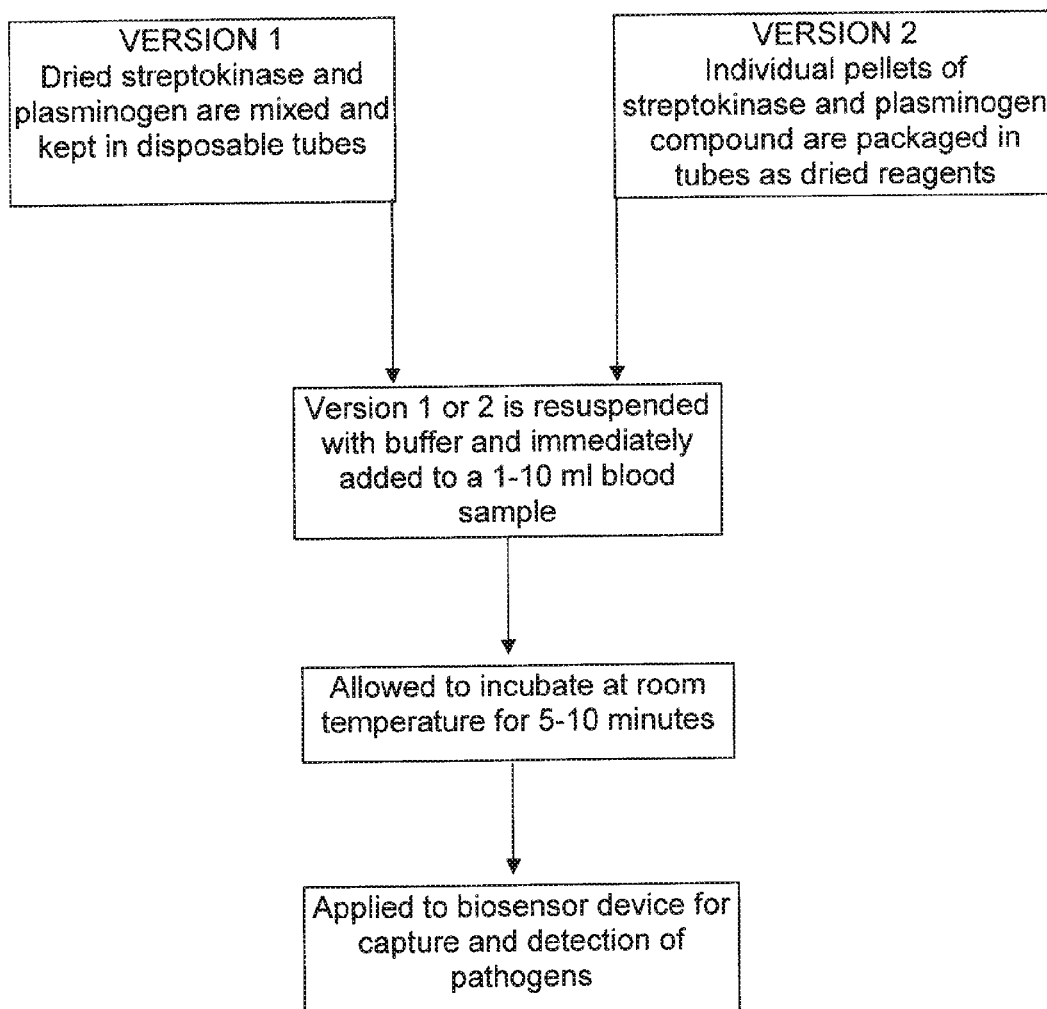 VERSION 1
Dried streptokinase and
plasminogen are mixed and
kept in disposable tubes
VERSION 2
Individual pellets of
streptokinase and plasminogen
compound are packaged in
tubes as dried reagents
Version 1 or 2 is resuspended
with buffer and immediately
added to a 1-10 ml blood
sample
Allowed to incubate at room
temperature for 5-10 minutes
Applied to biosensor device for
capture and detection of
pathogens